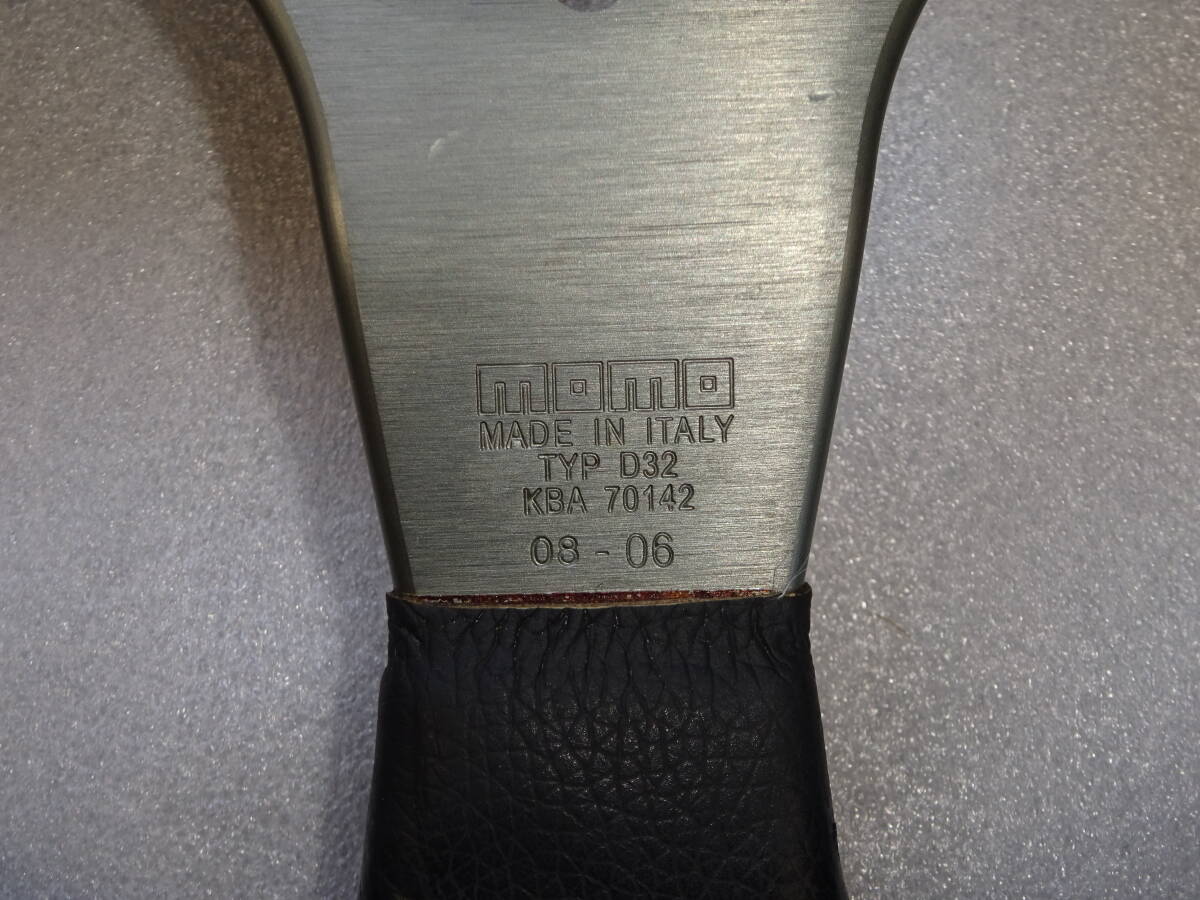 momo
MADE IN ITALY
TYP D32
KBA 70142
08 - 06